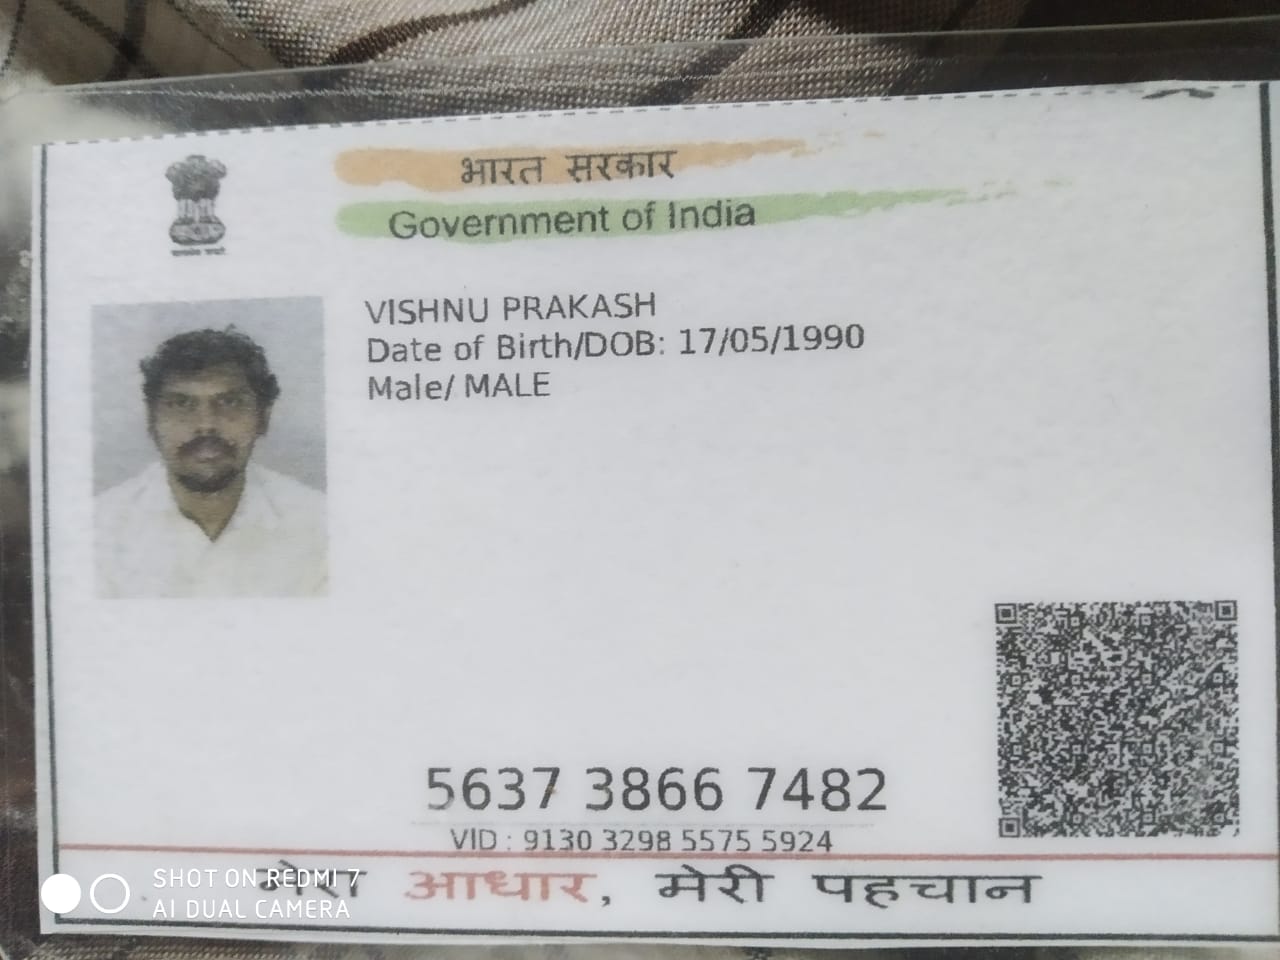 भारत सरकार
Government of India
VISHNU PRAKASH
Date of Birth/DOB: 17/05/1990
Male/ MALE
5637 3866 7482
VID : 9130 3298 5575 5924
मेरा आधार, मेरी पहचान
SHOT ON REDMI 7
AI DUAL CAMERA